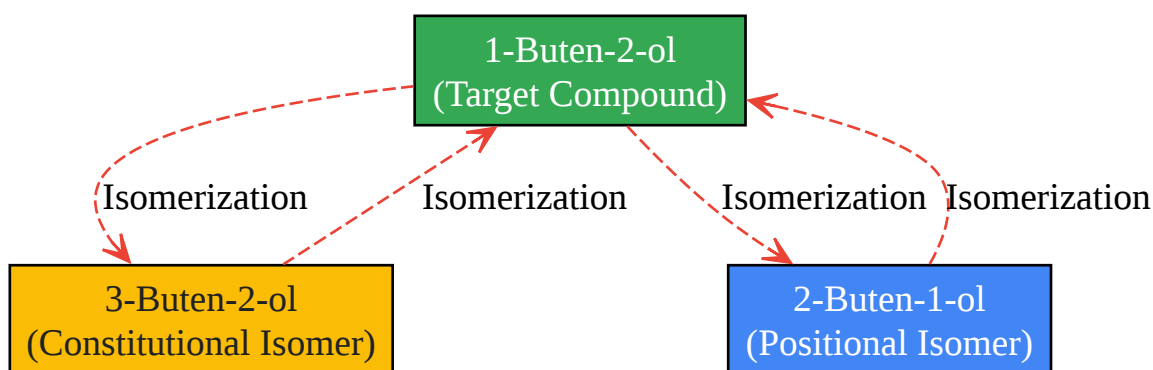 1-Buten-2-ol
(Target Compound)
Isomerization
Isomerization
Isomerization
Isomerization
3-Buten-2-ol
(Constitutional Isomer)
2-Buten-1-ol
(Positional Isomer)